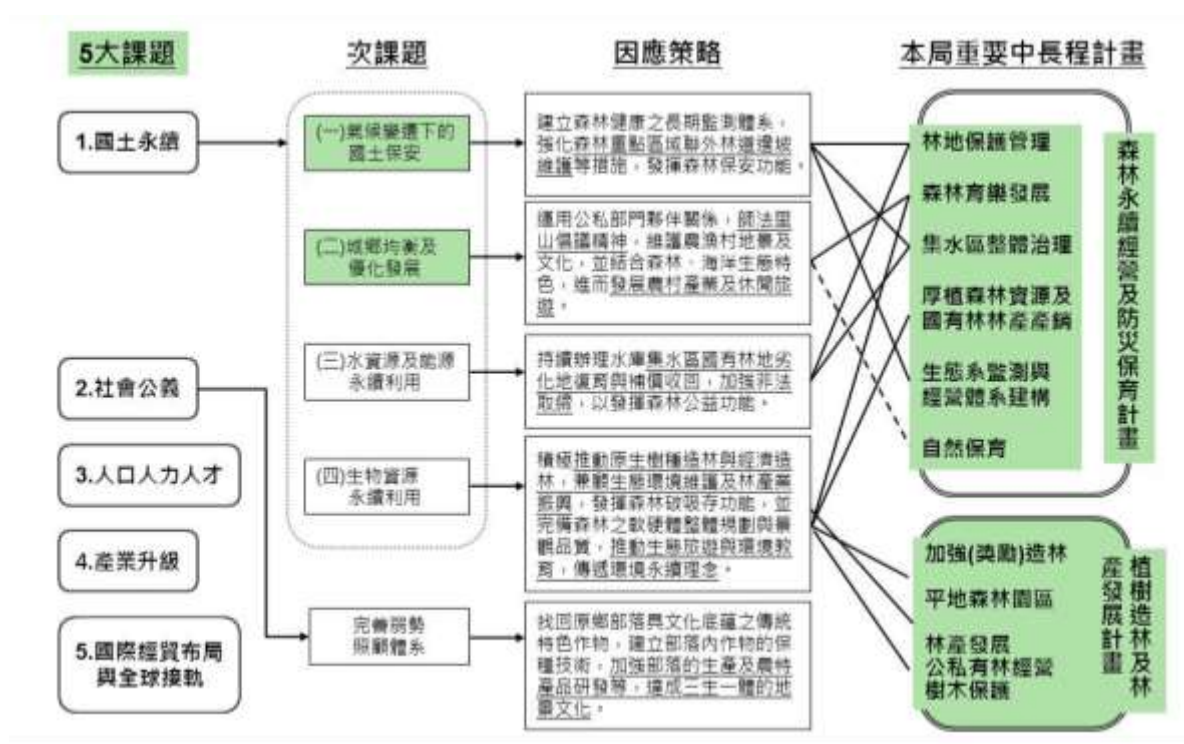 5大課題
次課題
因應策略
本局重要中長程計畫
1.國土永續
2.社會公義
3.人口人力人才
4.產業升級
5.國際經貿布局
與全球接軌
(一)氣候變遷下的
國土保安
(二)城鄉均衡及
優化發展
(三)水資源及能源
永續利用
(四)生物資源
永續利用
完善弱勢
照顧體系
建立森林健康之長期監測體系，
強化森林重點區域聯外林道邊坡
維護等措施，發揮森林保安功能。
運用公私部門夥伴關係，師法里
山倡議精神，維護農漁村地景及
文化，並結合森林、海洋生態特
色，進而發展農村產業及休閒旅
遊。
持續辦理水庫集水區國有林地劣
化地復育與補償收回，加強非法
取締，以發揮森林公益功能。
積極推動原生樹種造林與經濟造
林，兼顧生態環境維護及林產業
振興，發揮森林碳吸存功能，並
完備森林之軟硬體整體規劃與景
觀品質，推動生態旅遊與環境教
育，傳遞環境永續理念。
找回原鄉部落具文化底蘊之傳統
特色作物，建立部落內作物的保
種技術，加強部落的生產及農特
產品研發等，達成三生一體的地
景文化。
林地保護管理
森林育樂發展
集水區整體治理
厚植森林資源及
國有林林產產銷
生態系監測與
經營體系建構
自然保育
森林永續經營及防災保育計畫
加強(獎勵)造林
平地森林園區
林產發展
公私有林經營
樹木保護
植樹造林及林
產發展計畫